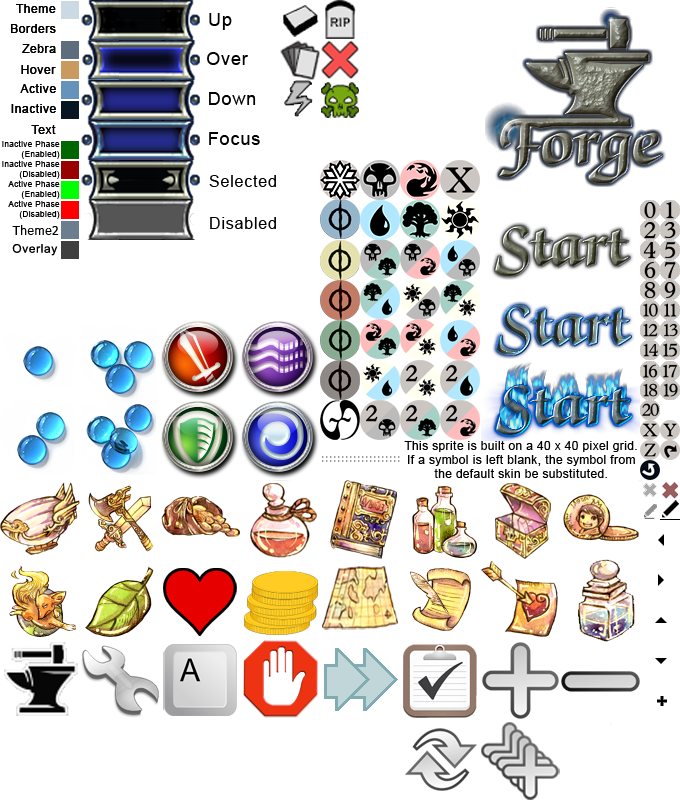 Theme
Borders
Zebra
Hover
Active
Inactive
Text
Inactive Phase
(Enabled)
Inactive Phase
(Disabled)
Active Phase
(Enabled)
Active Phase
(Disabled)
Theme2
Overlay
Up
Over
Down
Focus
Selected
Disabled
RIP
Forge
X
2
2
2
2
2
Start
Start
Start
0 1
2 3
4 5
6 7
8 9
10 11
12 13
14 15
16 17
18 19
20
X Y
Z
This sprite is built on a 40 x 40 pixel grid.
If a symbol is left blank, the symbol from
the default skin be substituted.
A